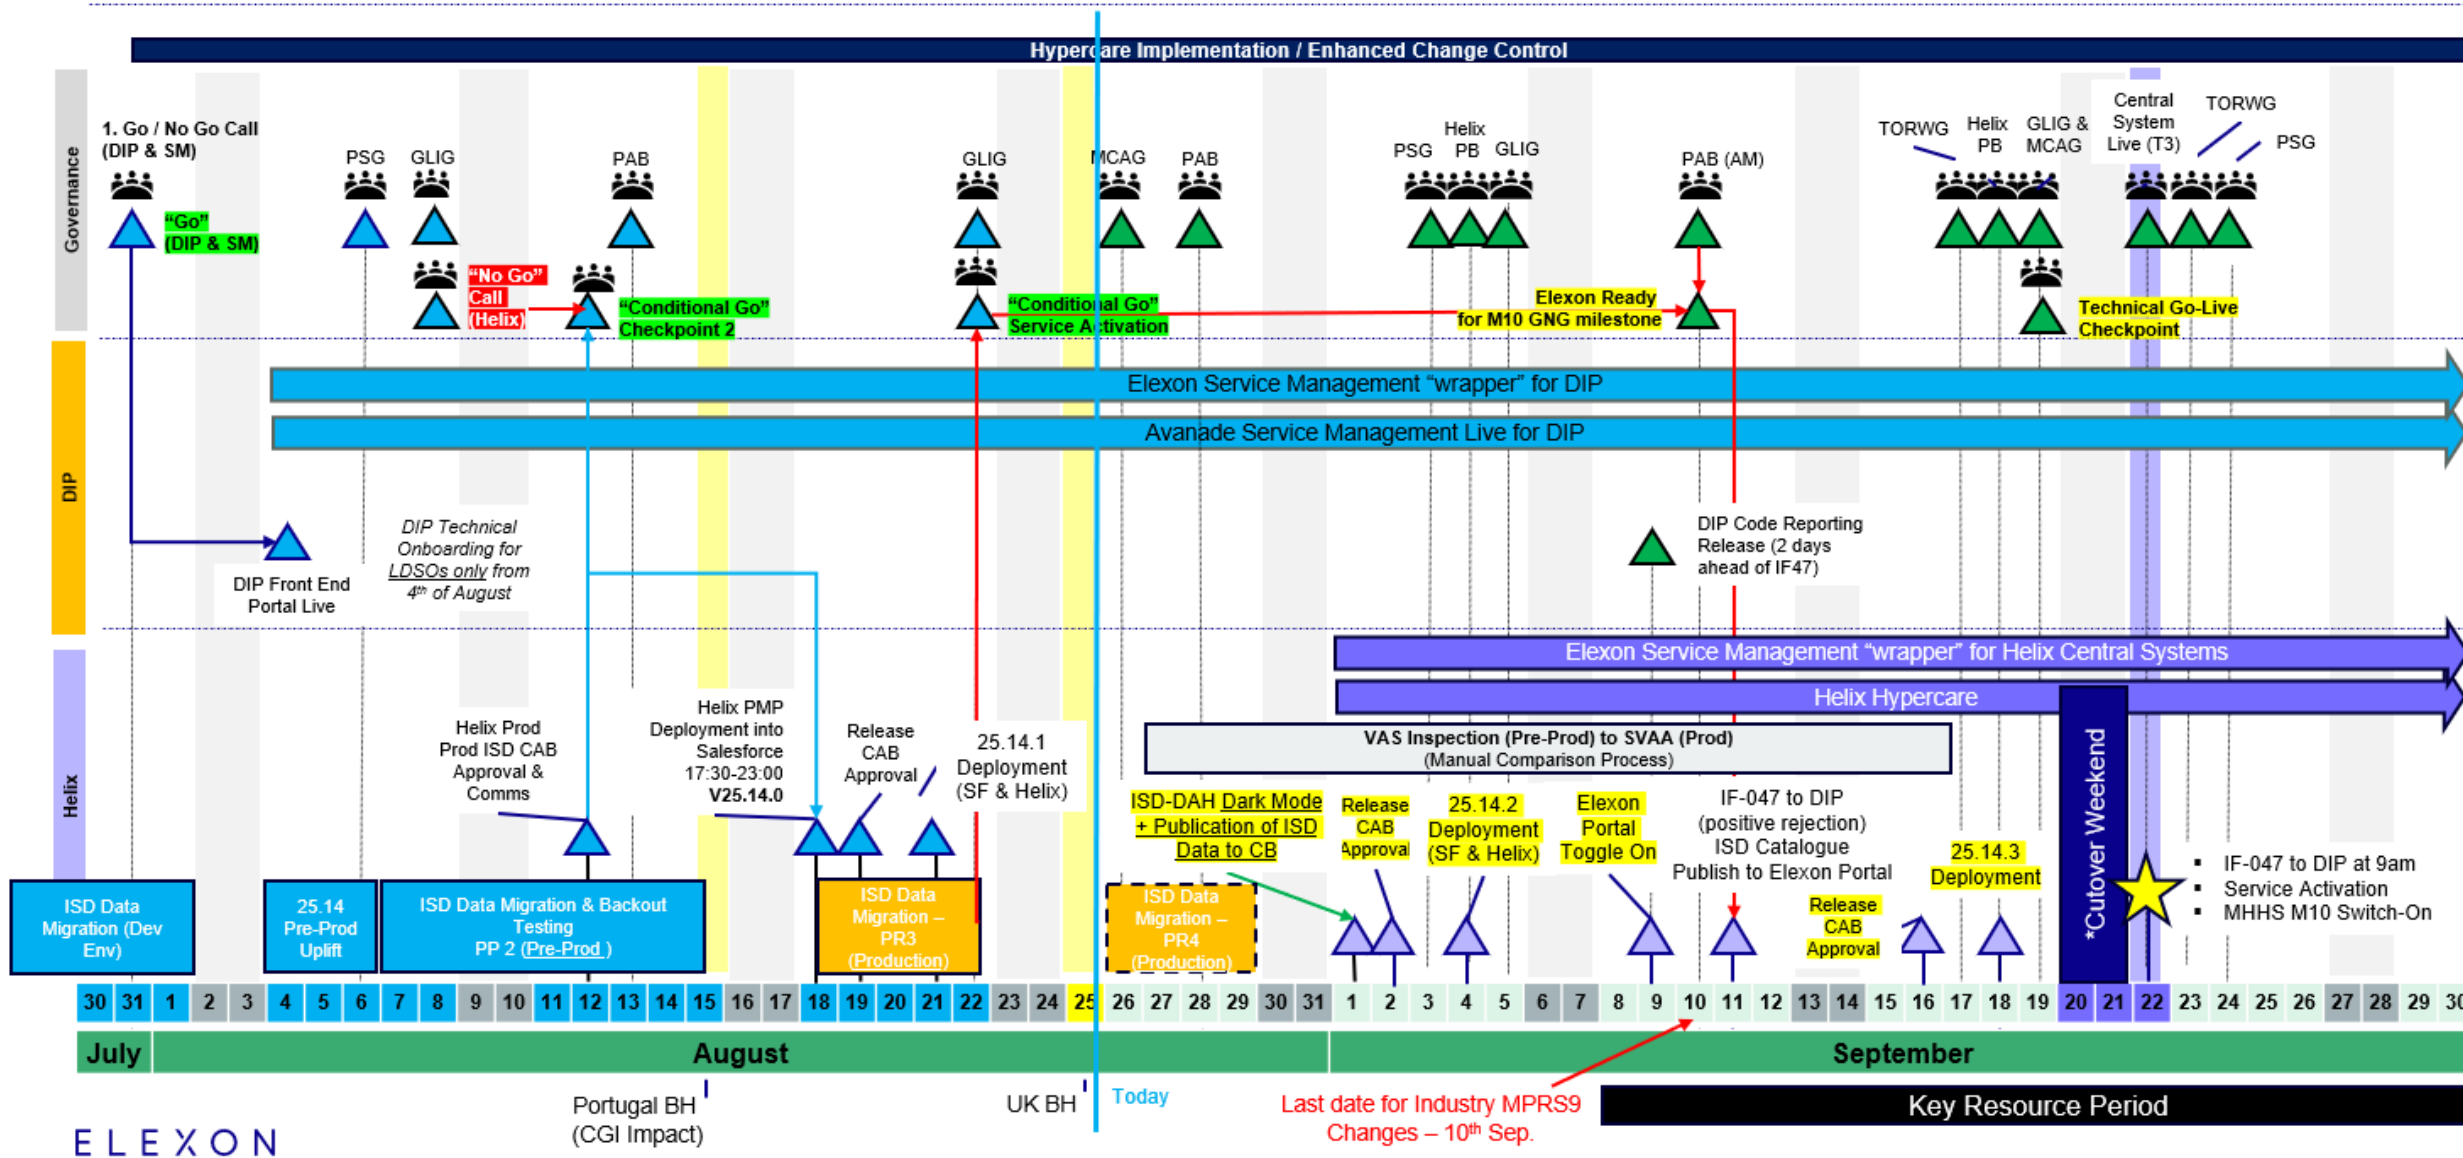 Hypercare Implementation / Enhanced Change Control
Governance
1. Go / No Go Call
(DIP & SM)
"Go"
(DIP & SM)
PSG
GLIG
"No Go"
Call
(Helix)
PAB
"Conditional Go"
Checkpoint 2
GLIG
"Conditional Go"
Service Activation
MCAG
PAB
PSG
Helix
PB
GLIG
Elexon Ready
for M10 GNG milestone
PAB (AM)
TORWG
Helix
PB
GLIG &
MCAG
Central
System
Live (T3)
TORWG
PSG
Technical Go-Live
Checkpoint
DIP
Elexon Service Management "wrapper" for DIP
Avanade Service Management Live for DIP
DIP Front End
Portal Live
DIP Technical
Onboarding for
LDSOs only from
4th of August
DIP Code Reporting
Release (2 days
ahead of IF47)
Helix
Elexon Service Management "wrapper" for Helix Central Systems
Helix Hypercare
VAS Inspection (Pre-Prod) to SVAA (Prod)
(Manual Comparison Process)
Helix Prod
Prod ISD CAB
Approval &
Comms
Helix PMP
Deployment into
Salesforce
17:30-23:00
V25.14.0
Release
CAB
Approval
25.14.1
Deployment
(SF & Helix)
ISD-DAH Dark Mode
+ Publication of ISD
Data to CB
Release
CAB
Approval
25.14.2
Deployment
(SF & Helix)
Elexon
Portal
Toggle On
IF-047 to DIP
(positive rejection)
ISD Catalogue
Publish to Elexon Portal
Release
CAB
Approval
25.14.3
Deployment
*Cutover Weekend
▪ IF-047 to DIP at 9am
▪ Service Activation
▪ MHHS M10 Switch-On
ISD Data
Migration (Dev
Env)
25.14
Pre-Prod
Uplift
ISD Data Migration & Backout
Testing
PP 2 (Pre-Prod )
ISD Data
Migration –
PR3
(Production)
ISD Data
Migration –
PR4
(Production)
30 31 1 2 3 4 5 6 7 8 9 10 11 12 13 14 15 16 17 18 19 20 21 22 23 24 25 26 27 28 29 30 31 1 2 3 4 5 6 7 8 9 10 11 12 13 14 15 16 17 18 19 20 21 22 23 24 25 26 27 28 29 30
July August September
Portugal BH
(CGI Impact)
UK BH
Today
Last date for Industry MPRS9
Changes – 10th Sep.
Key Resource Period
ELEXON